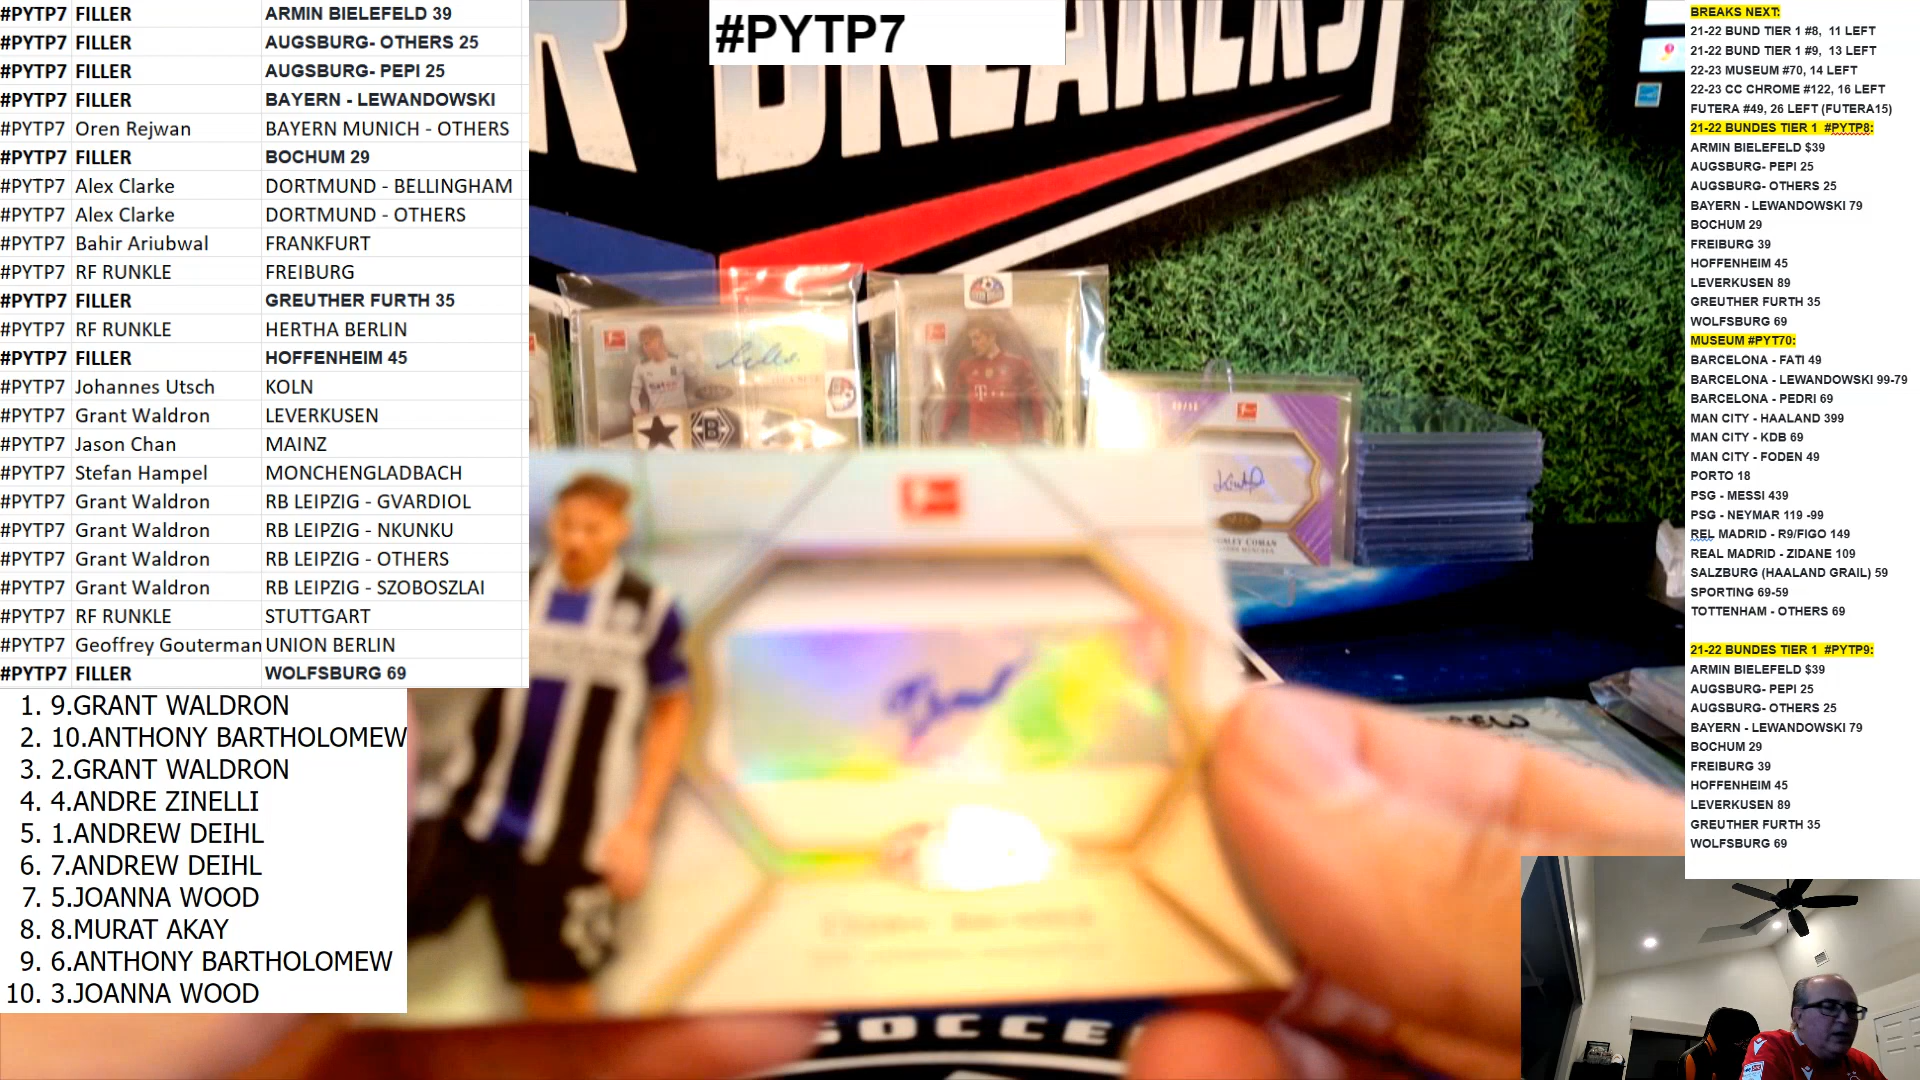 #PYTP7 FILLER ARMIN BIELEFELD 39
#PYTP7 FILLER AUGSBURG- OTHERS 25
#PYTP7 FILLER AUGSBURG- PEPI 25
#PYTP7 FILLER BAYERN - LEWANDOWSKI
#PYTP7 Oren Rejwan BAYERN MUNICH - OTHERS
#PYTP7 FILLER BOCHUM 29
#PYTP7 Alex Clarke DORTMUND - BELLINGHAM
#PYTP7 Alex Clarke DORTMUND - OTHERS
#PYTP7 Bahir Ariubwal FRANKFURT
#PYTP7 RF RUNKLE FREIBURG
#PYTP7 FILLER GREUTHER FURTH 35
#PYTP7 RF RUNKLE HERTHA BERLIN
#PYTP7 FILLER HOFFENHEIM 45
#PYTP7 Johannes Utsch KOLN
#PYTP7 Grant Waldron LEVERKUSEN
#PYTP7 Jason Chan MAINZ
#PYTP7 Stefan Hampel MONCHENGLADBACH
#PYTP7 Grant Waldron RB LEIPZIG - GVARDIOL
#PYTP7 Grant Waldron RB LEIPZIG - NKUNKU
#PYTP7 Grant Waldron RB LEIPZIG - OTHERS
#PYTP7 Grant Waldron RB LEIPZIG - SZOBOSZLAI
#PYTP7 RF RUNKLE STUTTGART
#PYTP7 Geoffrey Gouterman UNION BERLIN
#PYTP7 FILLER WOLFSBURG 69
1. 9.GRANT WALDRON
2. 10.ANTHONY BARTHOLOMEW
3. 2.GRANT WALDRON
4. 4.ANDRE ZINELLI
5. 1.ANDREW DEIHL
6. 7.ANDREW DEIHL
7. 5.JOANNA WOOD
8. 8.MURAT AKAY
9. 6.ANTHONY BARTHOLOMEW
10. 3.JOANNA WOOD
#PYTP7
R BREAKERS
COMAN
SOCCE
BREAKS NEXT:
21-22 BUND TIER 1 #8, 11 LEFT
21-22 BUND TIER 1 #9, 13 LEFT
22-23 MUSEUM #70, 14 LEFT
22-23 CC CHROME #122, 16 LEFT
FUTERA #49, 26 LEFT (FUTERA15)
21-22 BUNDES TIER 1 #PYTP8:
ARMIN BIELEFELD $39
AUGSBURG- PEPI 25
AUGSBURG- OTHERS 25
BAYERN - LEWANDOWSKI 79
BOCHUM 29
FREIBURG 39
HOFFENHEIM 45
LEVERKUSEN 89
GREUTHER FURTH 35
WOLFSBURG 69
MUSEUM #PYT70:
BARCELONA - FATI 49
BARCELONA - LEWANDOWSKI 99-79
BARCELONA - PEDRI 69
MAN CITY - HAALAND 399
MAN CITY - KDB 69
MAN CITY - FODEN 49
PORTO 18
PSG - MESSI 439
PSG - NEYMAR 119 -99
REL MADRID - R9/FIGO 149
REAL MADRID - ZIDANE 109
SALZBURG (HAALAND GRAIL) 59
SPORTING 69-59
TOTTENHAM - OTHERS 69
21-22 BUNDES TIER 1 #PYTP9:
ARMIN BIELEFELD $39
AUGSBURG- PEPI 25
AUGSBURG- OTHERS 25
BAYERN - LEWANDOWSKI 79
BOCHUM 29
FREIBURG 39
HOFFENHEIM 45
LEVERKUSEN 89
GREUTHER FURTH 35
WOLFSBURG 69